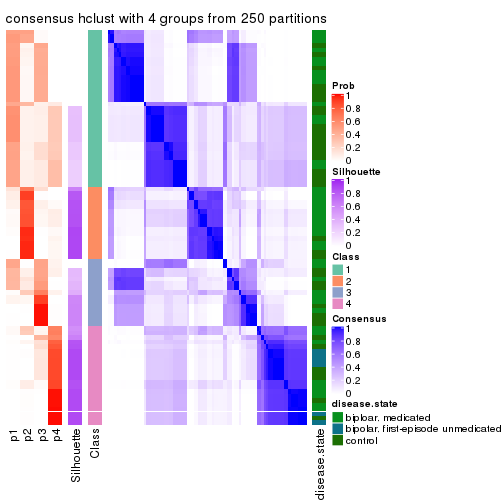 consensus hclust with 4 groups from 250 partitions
Prob
1
0.8
0.6
0.4
0.2
0
Silhouette
1
0.8
0.6
0.4
0.2
0
Class
1
2
3
4
Consensus
1
0.8
0.6
0.4
0.2
0
disease.state
biploar. medicated
bipolar. first-episode unmedicated
control
p1
p2
p3
p4
Silhouette
Class
disease.state